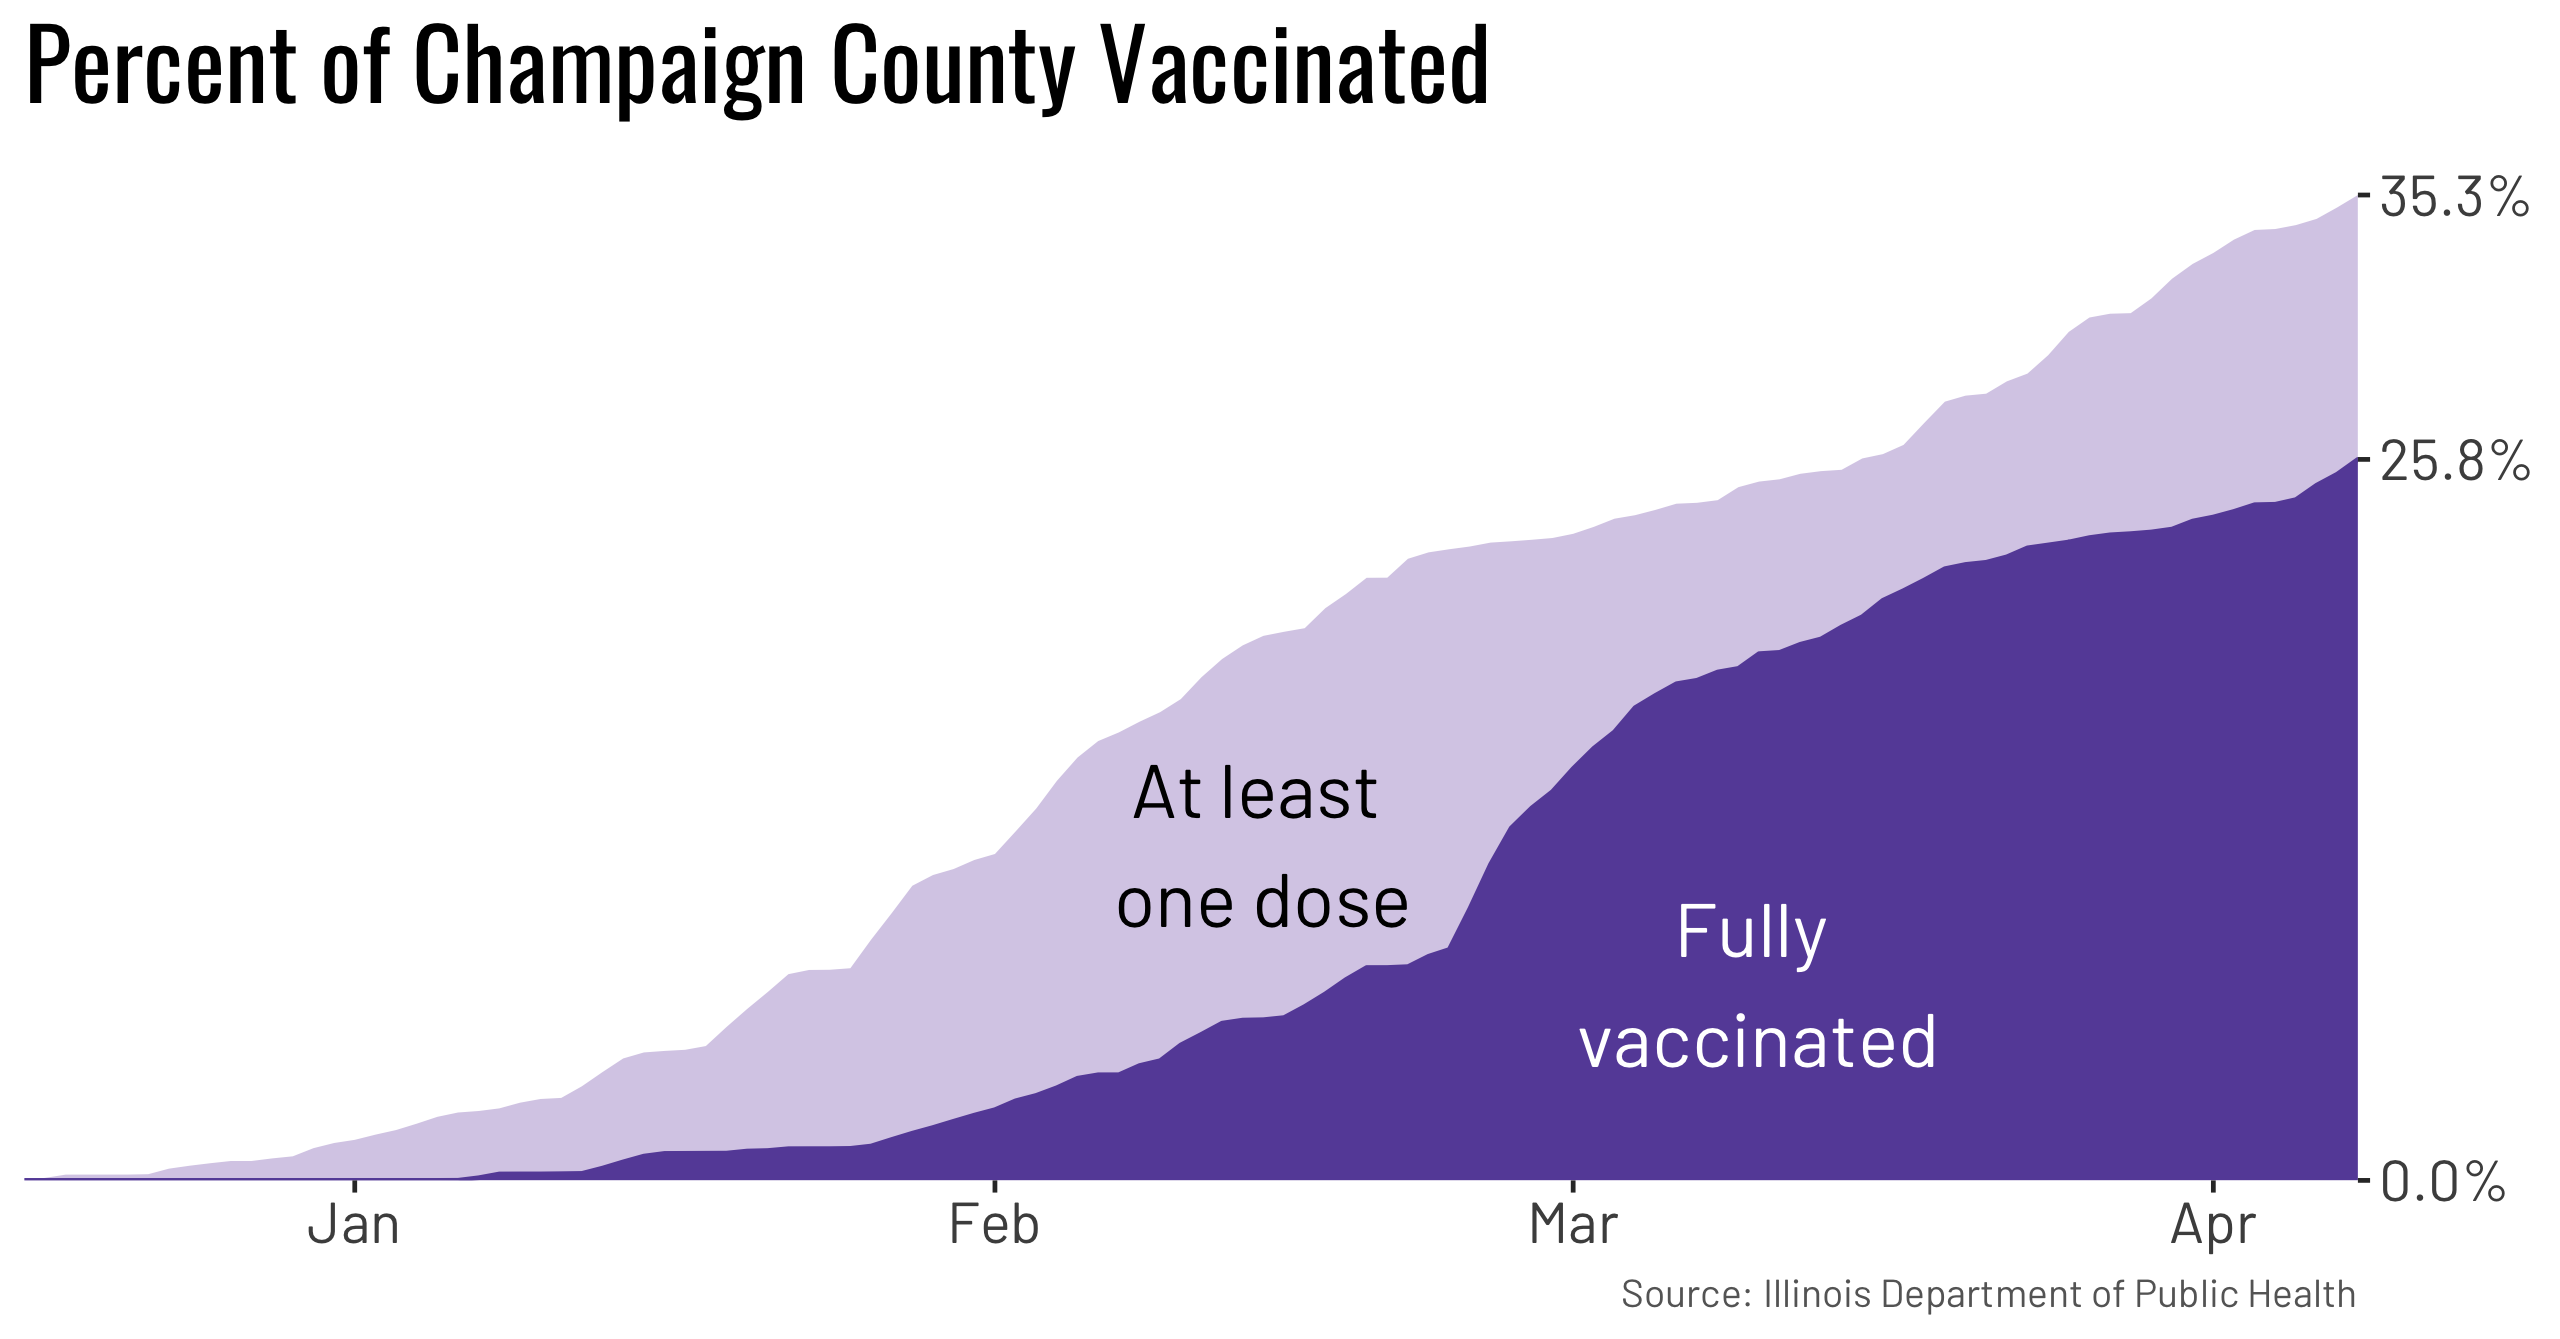 Percent of Champaign County Vaccinated
35.3%
25.8%
At least
one dose
Fully
vaccinated
0.0%
Jan Feb Mar Apr
Source: Illinois Department of Public Health